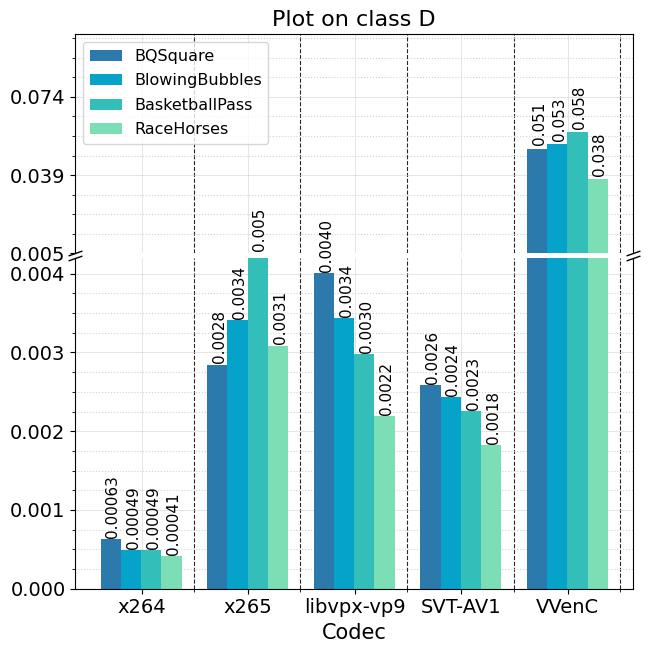 Plot on class D
BQSquare
BlowingBubbles
BasketballPass
RaceHorses
0.074
0.039
0.005
0.004
0.003
0.002
0.001
0.000
0.00063
0.00049
0.00049
0.00041
0.0028
0.0034
0.005
0.0031
0.0040
0.0034
0.0030
0.0022
0.0026
0.0024
0.0023
0.0018
0.051
0.053
0.058
0.038
x264
x265
libvpx-vp9
SVT-AV1
VVenC
Codec